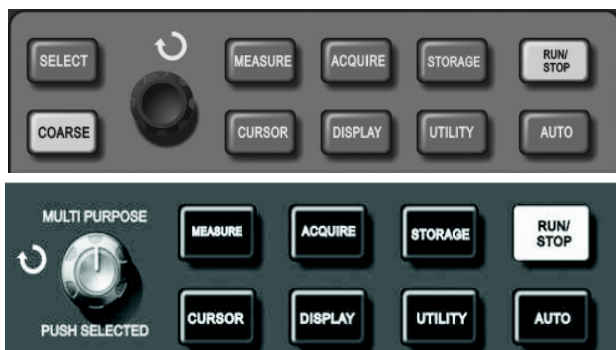 SELECT
MEASURE
ACQUIRE
STORAGE
RUN/
STOP
COARSE
CURSOR
DISPLAY
UTILITY
AUTO
MULTI PURPOSE
MEASURE
ACQUIRE
STORAGE
RUN/
STOP
PUSH SELECTED
CURSOR
DISPLAY
UTILITY
AUTO